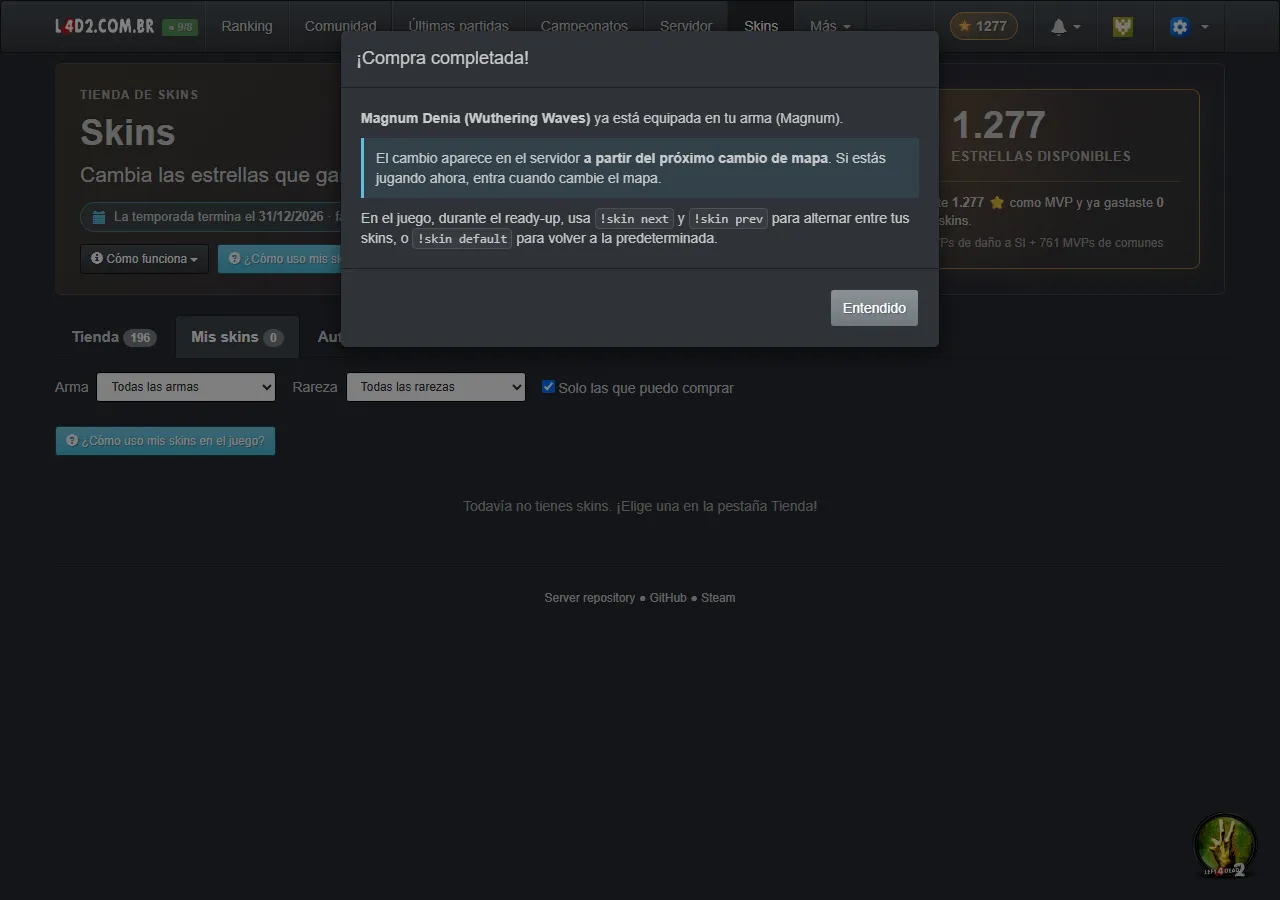 L4D2.COM.BR 9/8 Ranking Comunidad Últimas partidas Campeonatos Servidor Skins Más 1277
¡Compra completada!
TIENDA DE SKINS
Skins
Cambia las estrellas que ga
La temporada termina el 31/12/2026 · fa
Cómo funciona
¿Cómo uso mis sk
Magnum Denia (Wuthering Waves) ya está equipada en tu arma (Magnum).
El cambio aparece en el servidor a partir del próximo cambio de mapa. Si estás
jugando ahora, entra cuando cambie el mapa.
En el juego, durante el ready-up, usa !skin next y !skin prev para alternar entre tus
skins, o !skin default para volver a la predeterminada.
Entendido
1.277
ESTRELLAS DISPONIBLES
te 1.277 como MVP y ya gastaste 0
skins.
Ps de daño a SI + 761 MVPs de comunes
Tienda 196
Mis skins 0
Aut
Arma Todas las armas Rareza Todas las rarezas Solo las que puedo comprar
¿Cómo uso mis skins en el juego?
Todavía no tienes skins. ¡Elige una en la pestaña Tienda!
Server repository ● GitHub ● Steam
LEFT 4 DEAD 2